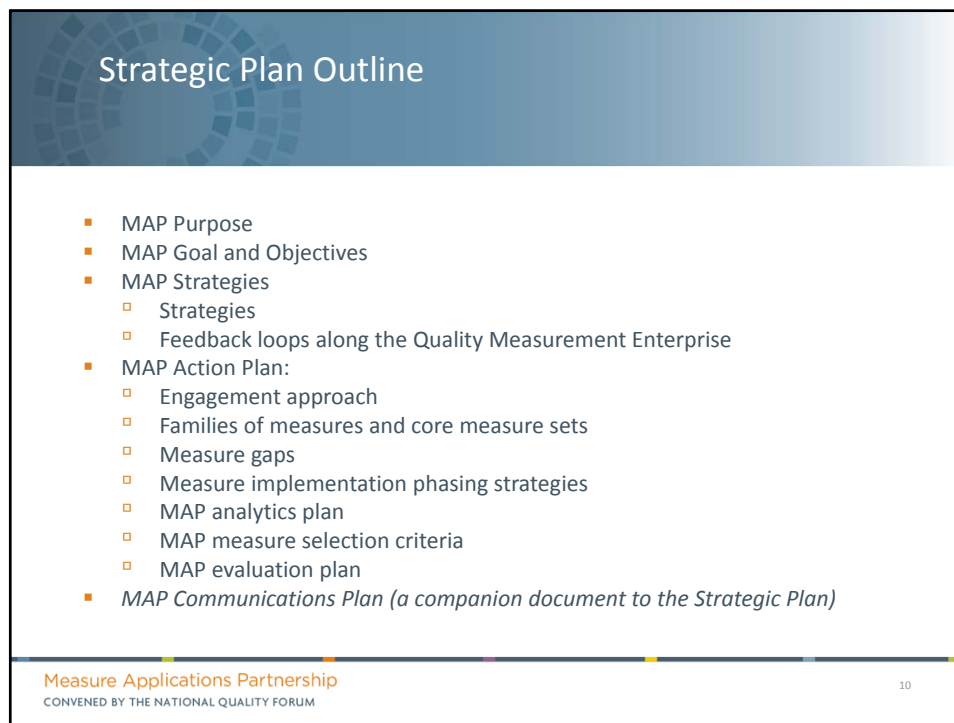 Strategic Plan Outline
▪ MAP Purpose
▪ MAP Goal and Objectives
▪ MAP Strategies
▫ Strategies
▫ Feedback loops along the Quality Measurement Enterprise
▪ MAP Action Plan:
▫ Engagement approach
▫ Families of measures and core measure sets
▫ Measure gaps
▫ Measure implementation phasing strategies
▫ MAP analytics plan
▫ MAP measure selection criteria
▫ MAP evaluation plan
▪ MAP Communications Plan (a companion document to the Strategic Plan)
Measure Applications Partnership
CONVENED BY THE NATIONAL QUALITY FORUM
10